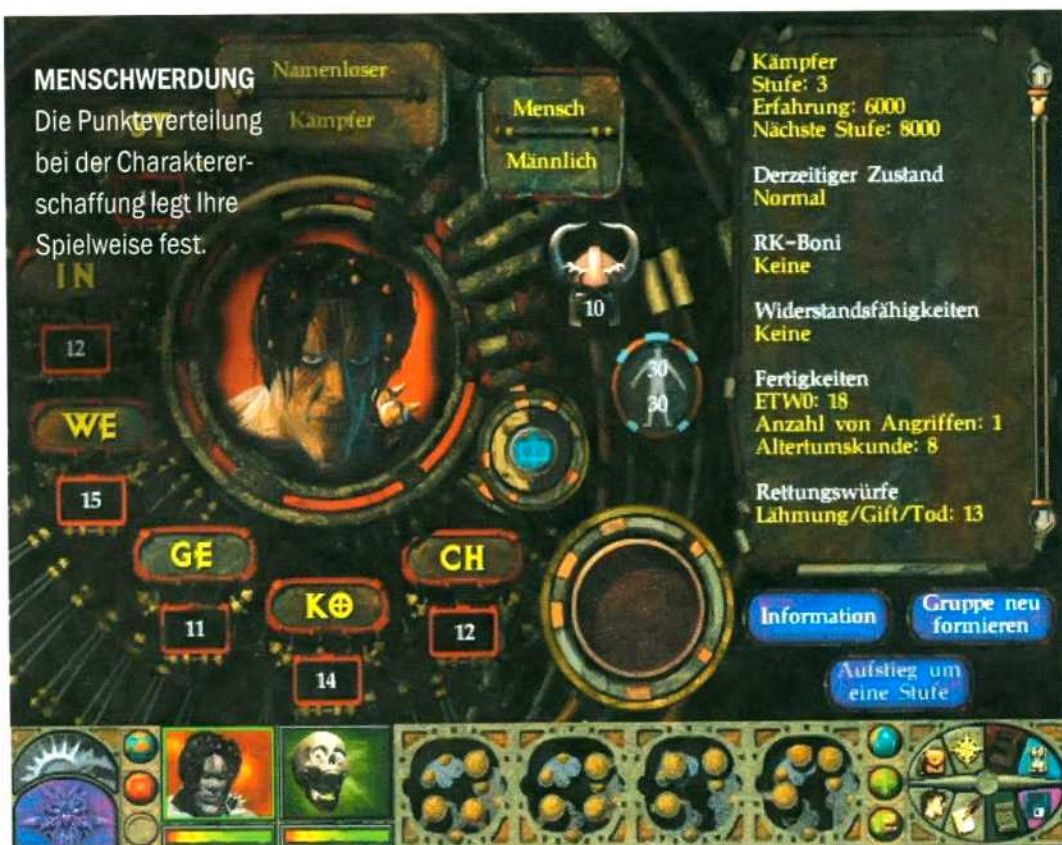 MENSCHWERDUNG
Die Punkteverteilung
bei der Charakterer-
schaffung legt Ihre
Spielweise fest.
Namenloser
Kämpfer
Mensch
Männlich
ST
IN
12
WE
15
GE
11
KO
14
CH
12
10
30
30
Kämpfer
Stufe: 3
Erfahrung: 6000
Nächste Stufe: 8000
Derzeitiger Zustand
Normal
RK-Boni
Keine
Widerstandsfähigkeiten
Keine
Fertigkeiten
ETW0: 18
Anzahl von Angriffen: 1
Altertumskunde: 8
Rettungswürfe
Lähmung/Gift/Tod: 13
Information
Gruppe neu
formieren
Aufstieg um
eine Stufe